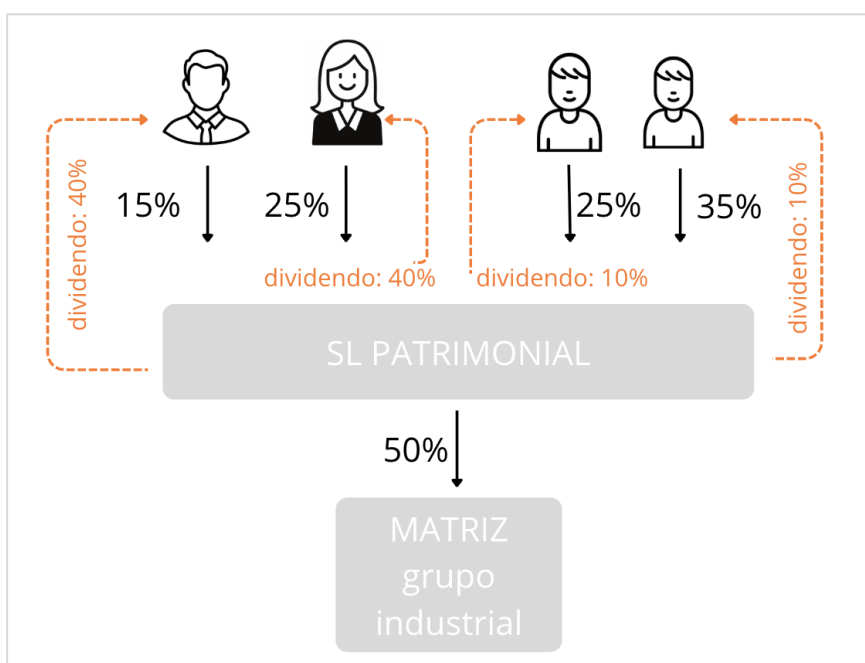 15%
25%
25%
35%
dividendo: 40%
dividendo: 40%
dividendo: 10%
dividendo: 10%
SL PATRIMONIAL
50%
MATRIZ
grupo
industrial